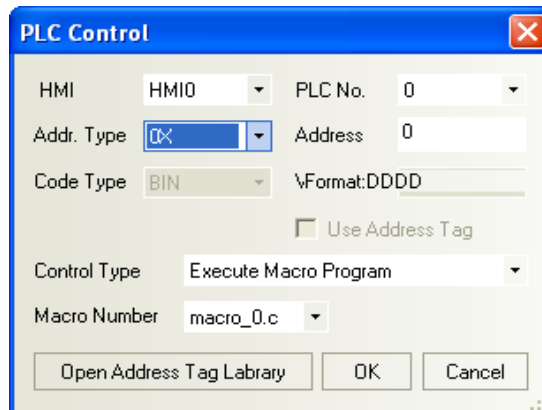 PLC Control
HMI HMI0 PLC No. 0
Addr. Type 0X Address 0
Code Type BIN \Format:DDDD
Use Address Tag
Control Type Execute Macro Program
Macro Number macro_0.c
Open Address Tag Labrary OK Cancel